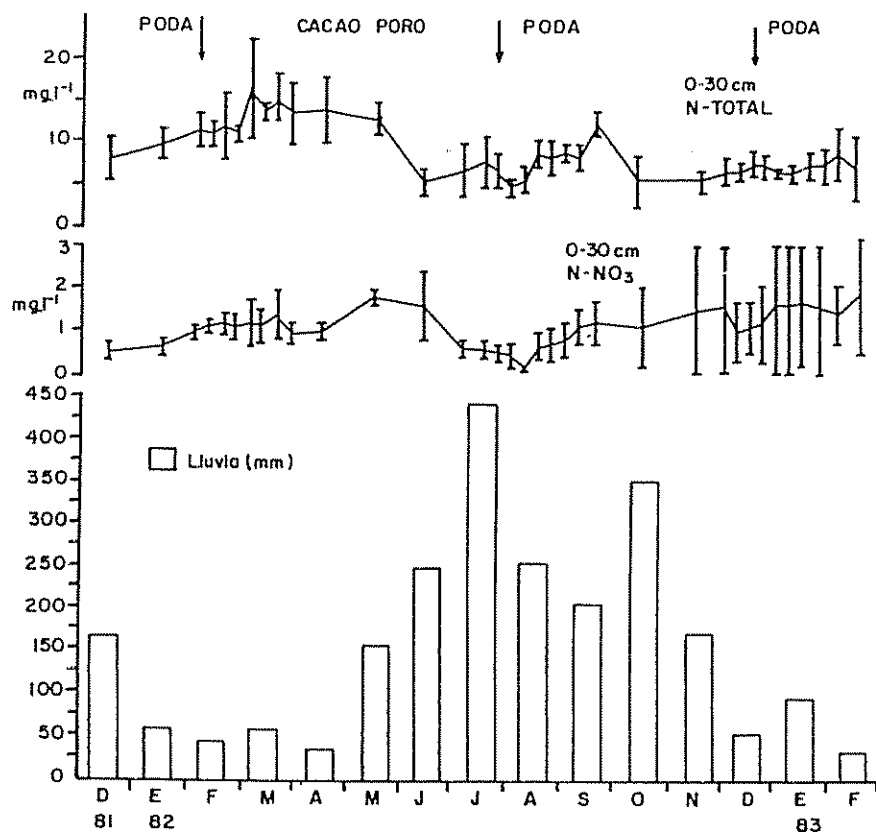 PODA CACAO PORO PODA PODA
20
mg.l⁻¹
10
0
0-30 cm
N-TOTAL
3
2
mg.l⁻¹
1
0
0-30 cm
N-NO₃
450
400
350
300
250
200
150
100
50
0
Lluvia (mm)
D E F M A M J J A S O N D E F
81 82 83